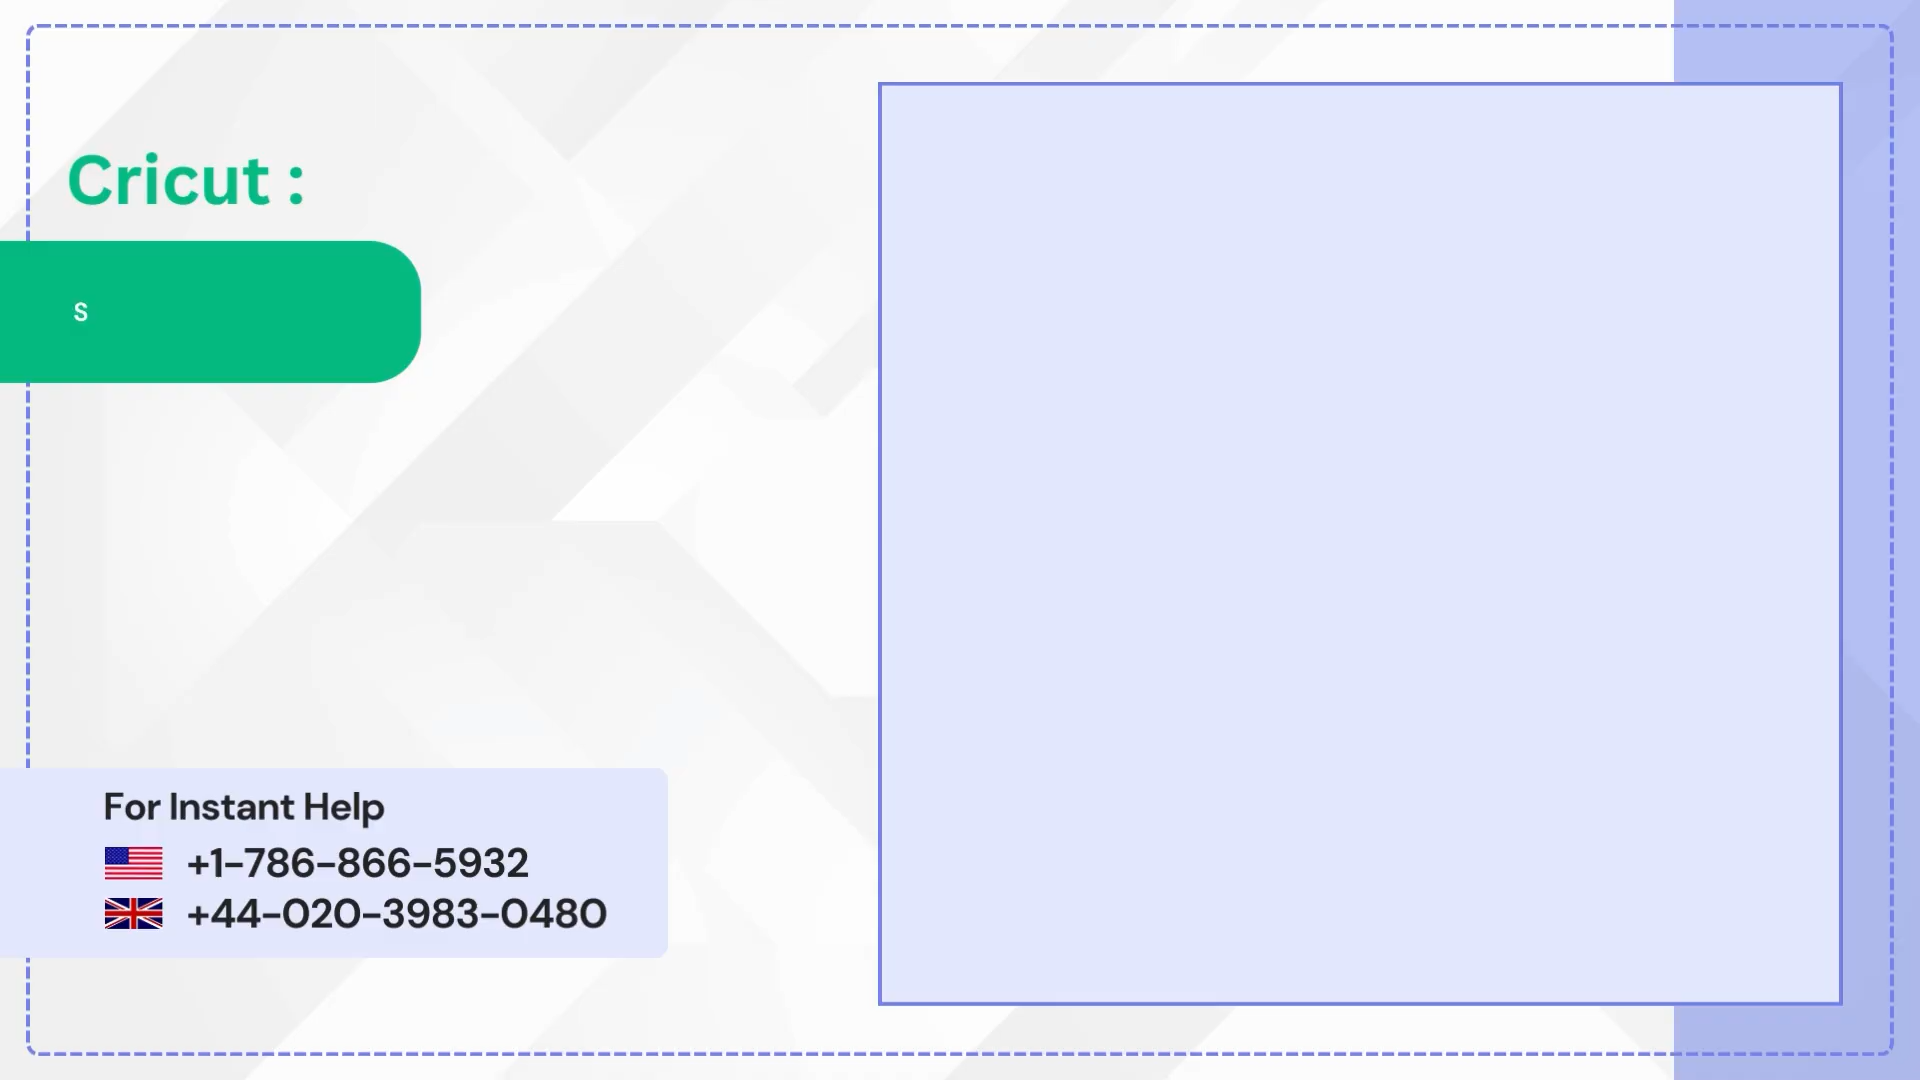 Cricut :
s
For Instant Help
+1-786-866-5932
+44-020-3983-0480